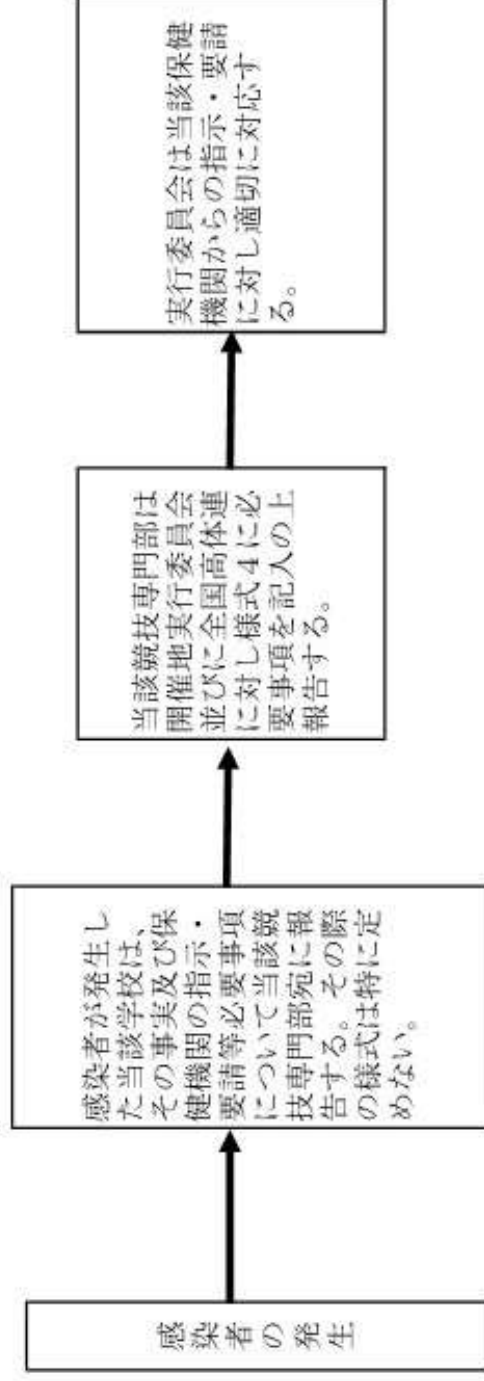 感染者の発生
感染者が発生し
た当該学校は、
その事実及び保
健機関の指示・
要請等必要事項
について当該競
技専門部宛に報
告する。その際
の様式は特に定
めない。
当該競技専門部は
開催地実行委員会
並びに全国高体連
に対し様式４に必
要事項を記入の上
報告する。
実行委員会は当該保健
機関からの指示・要請
に対し適切に対応す
る。